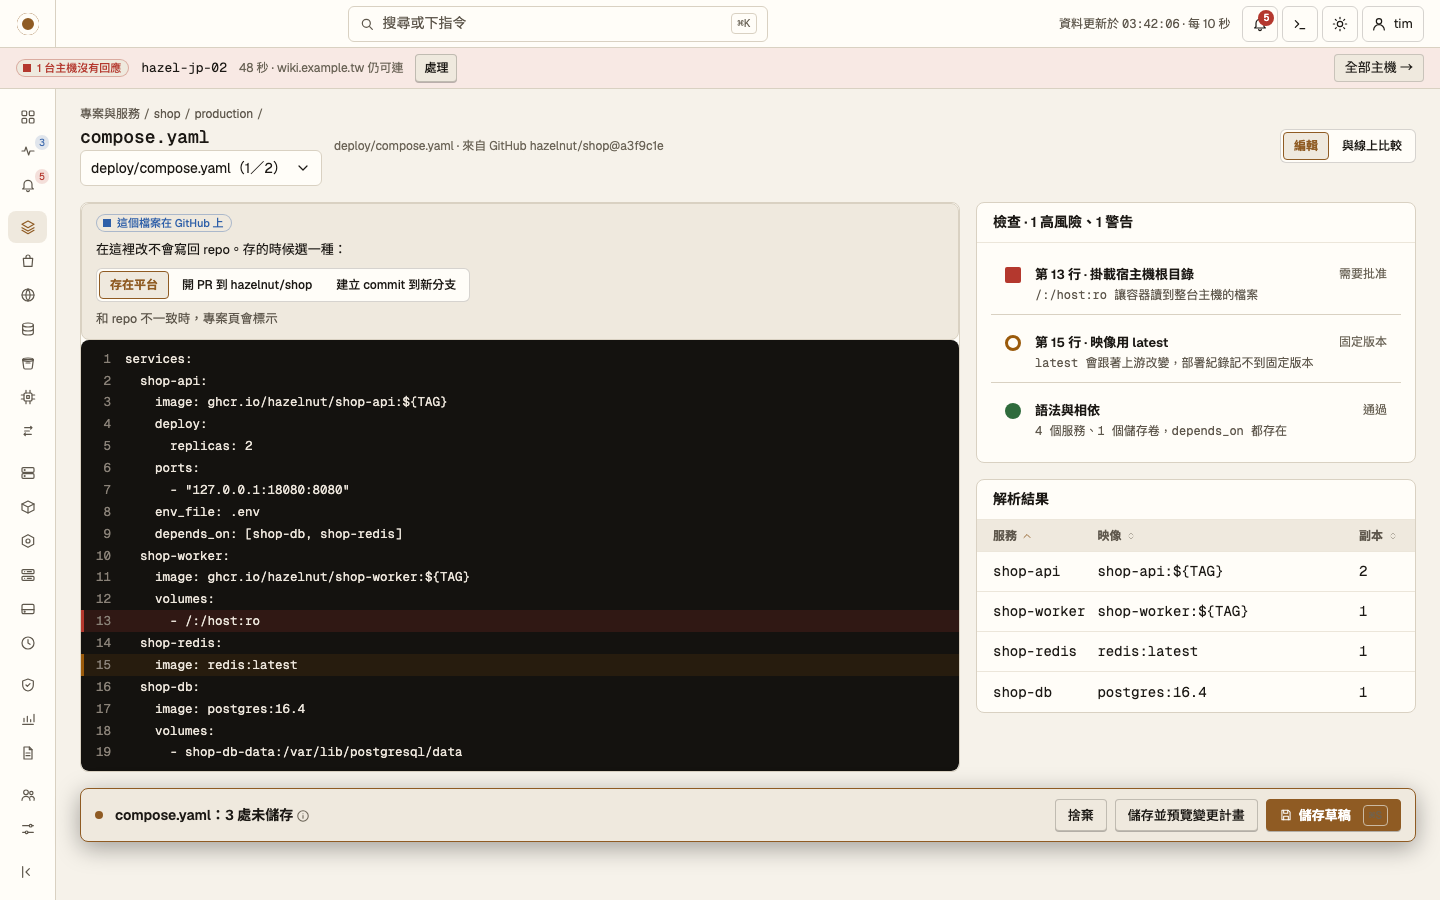 搜尋或下指令 ⌘K
資料更新於 03:42:06 · 每 10 秒
5
tim
1 台主機沒有回應 hazel-jp-02 48 秒 · wiki.example.tw 仍可連 處理
全部主機 →
3
5
專案與服務 / shop / production /
compose.yaml
deploy/compose.yaml（1／2）
deploy/compose.yaml · 來自 GitHub hazelnut/shop@a3f9c1e
編輯 與線上比較
這個檔案在 GitHub 上
在這裡改不會寫回 repo。存的時候選一種：
存在平台 開 PR 到 hazelnut/shop 建立 commit 到新分支
和 repo 不一致時，專案頁會標示
1 services:
2   shop-api:
3     image: ghcr.io/hazelnut/shop-api:${TAG}
4     deploy:
5       replicas: 2
6     ports:
7       - "127.0.0.1:18080:8080"
8     env_file: .env
9     depends_on: [shop-db, shop-redis]
10   shop-worker:
11     image: ghcr.io/hazelnut/shop-worker:${TAG}
12     volumes:
13       - /:/host:ro
14   shop-redis:
15     image: redis:latest
16   shop-db:
17     image: postgres:16.4
18     volumes:
19       - shop-db-data:/var/lib/postgresql/data
檢查 · 1 高風險、1 警告
第 13 行 · 掛載宿主機根目錄 需要批准
/:/host:ro 讓容器讀到整台主機的檔案
第 15 行 · 映像用 latest 固定版本
latest 會跟著上游改變，部署紀錄記不到固定版本
語法與相依 通過
4 個服務、1 個儲存卷，depends_on 都存在
解析結果
服務 映像 副本
shop-api shop-api:${TAG} 2
shop-worker shop-worker:${TAG} 1
shop-redis redis:latest 1
shop-db postgres:16.4 1
compose.yaml：3 處未儲存
捨棄 儲存並預覽變更計畫 儲存草稿